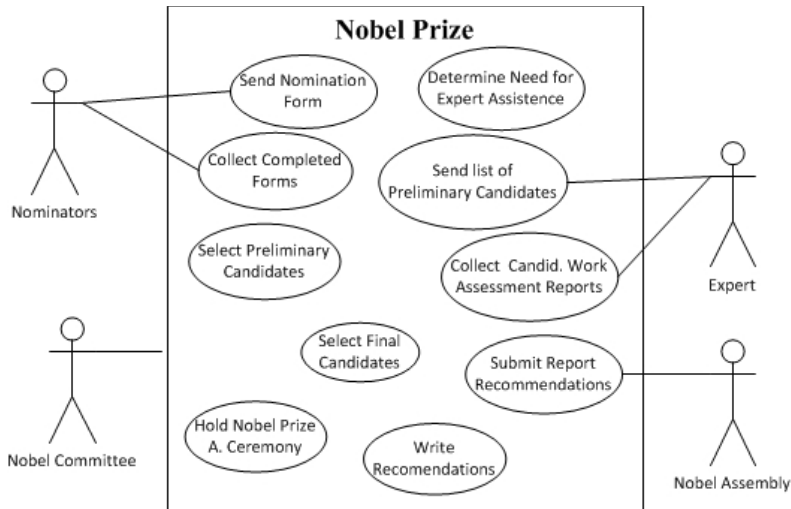 Nobel Prize
Send Nomination
Form
Determine Need for
Expert Assistence
Collect Completed
Forms
Send list of
Preliminary Candidates
Nominators
Select Preliminary
Candidates
Collect Candid. Work
Assessment Reports
Expert
Select Final
Candidates
Submit Report
Recommendations
Hold Nobel Prize
A. Ceremony
Write
Recomendations
Nobel Committee
Nobel Assembly